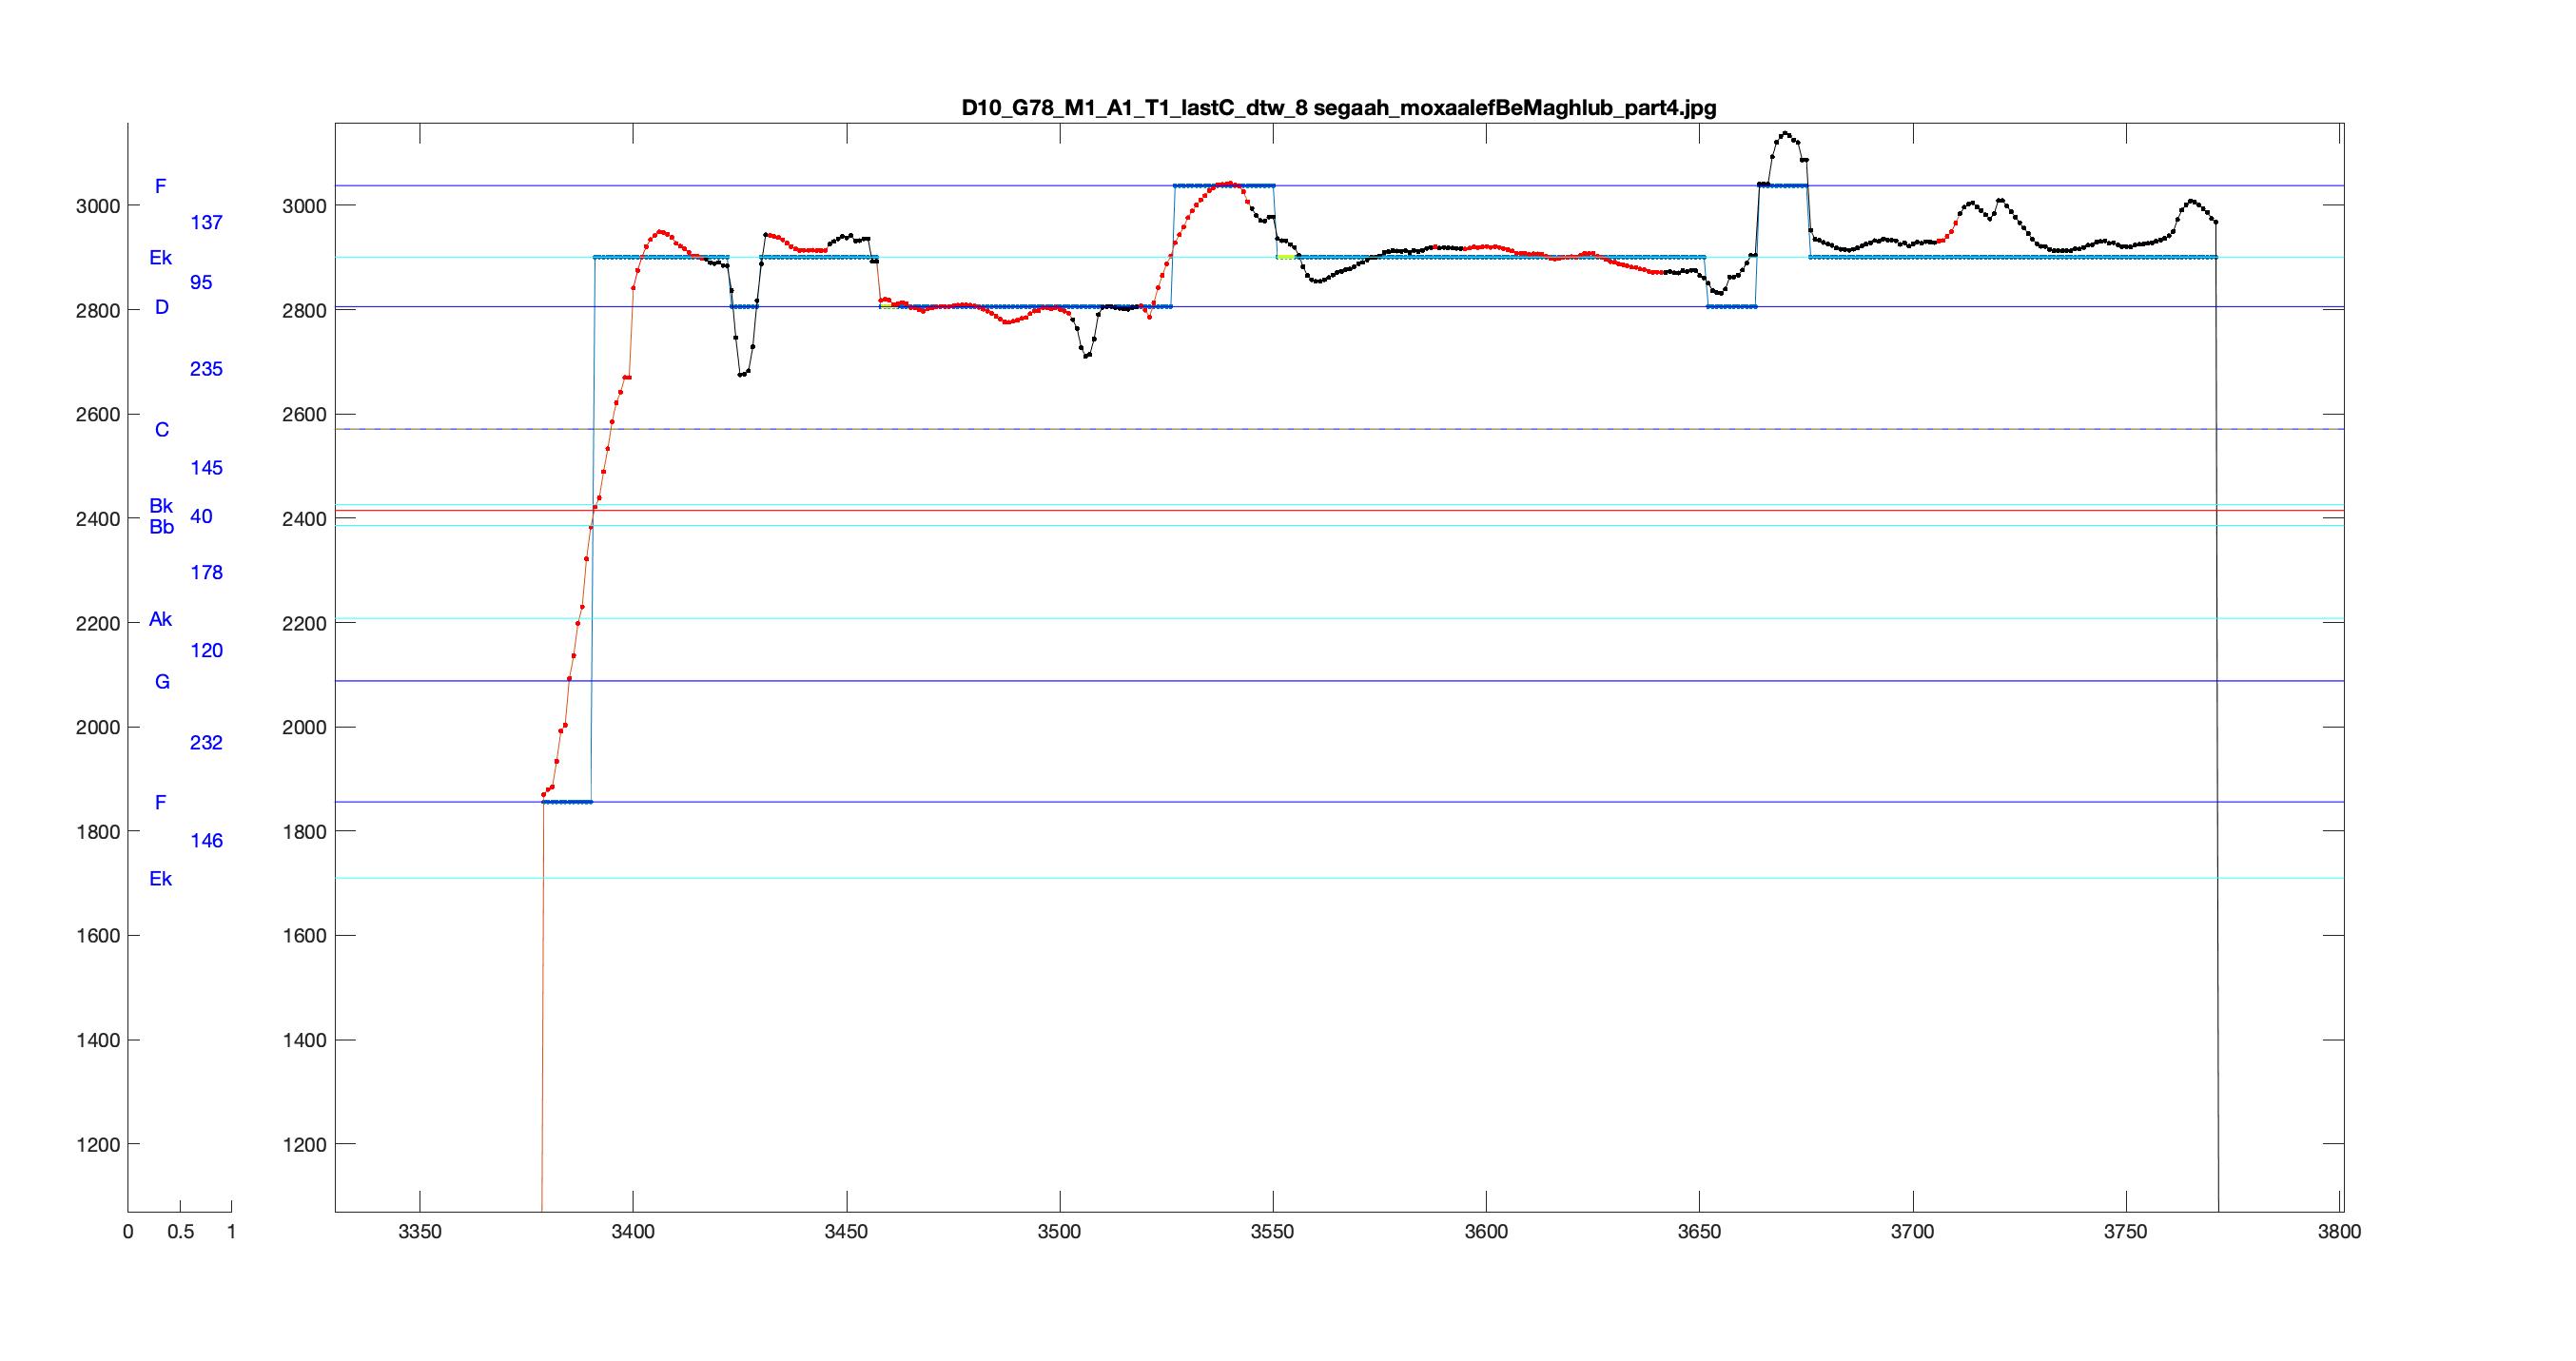 D10_G78_M1_A1_T1_lastC_dtw_8 segaah_moxaalefBeMaghlub_part4.jpg
F
3000 3000
137
Ek
95
2800 D 2800
235
2600 2600
C
145
Bk
2400 40 2400
Bb
178
2200 Ak 2200
120
G
2000 2000
232
F
1800 146 1800
Ek
1600 1600
1400 1400
1200 1200
0 0.5 1 3350 3400 3450 3500 3550 3600 3650 3700 3750 3800